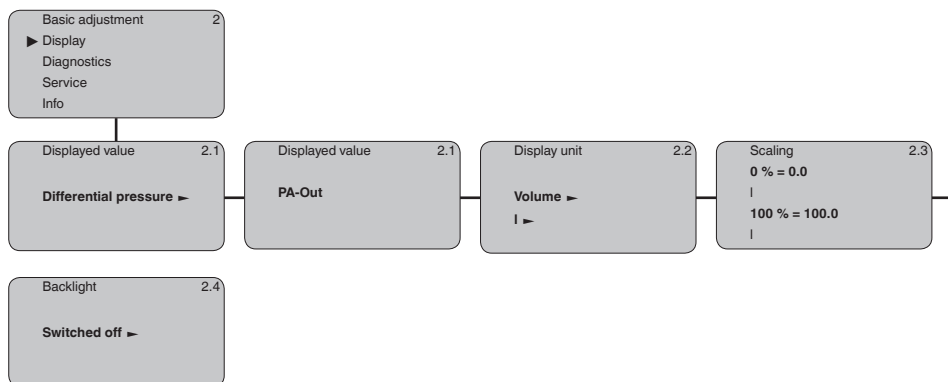 Basic adjustment 2
▶ Display
Diagnostics
Service
Info
Displayed value 2.1
Differential pressure ►
Displayed value 2.1
PA-Out
Display unit 2.2
Volume ►
l ►
Scaling 2.3
0 % = 0.0
l
100 % = 100.0
l
Backlight 2.4
Switched off ►